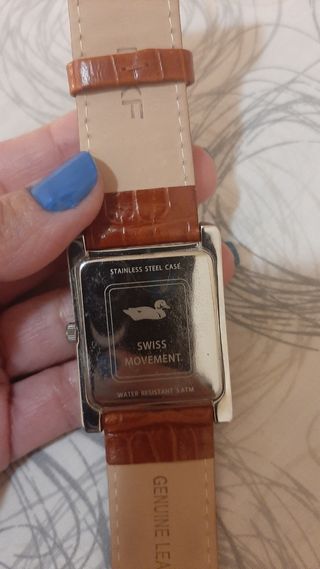 STAINLESS STEEL CASE
SWISS
MOVEMENT
WATER RESISTANT 3 ATM
GENUINE LEA